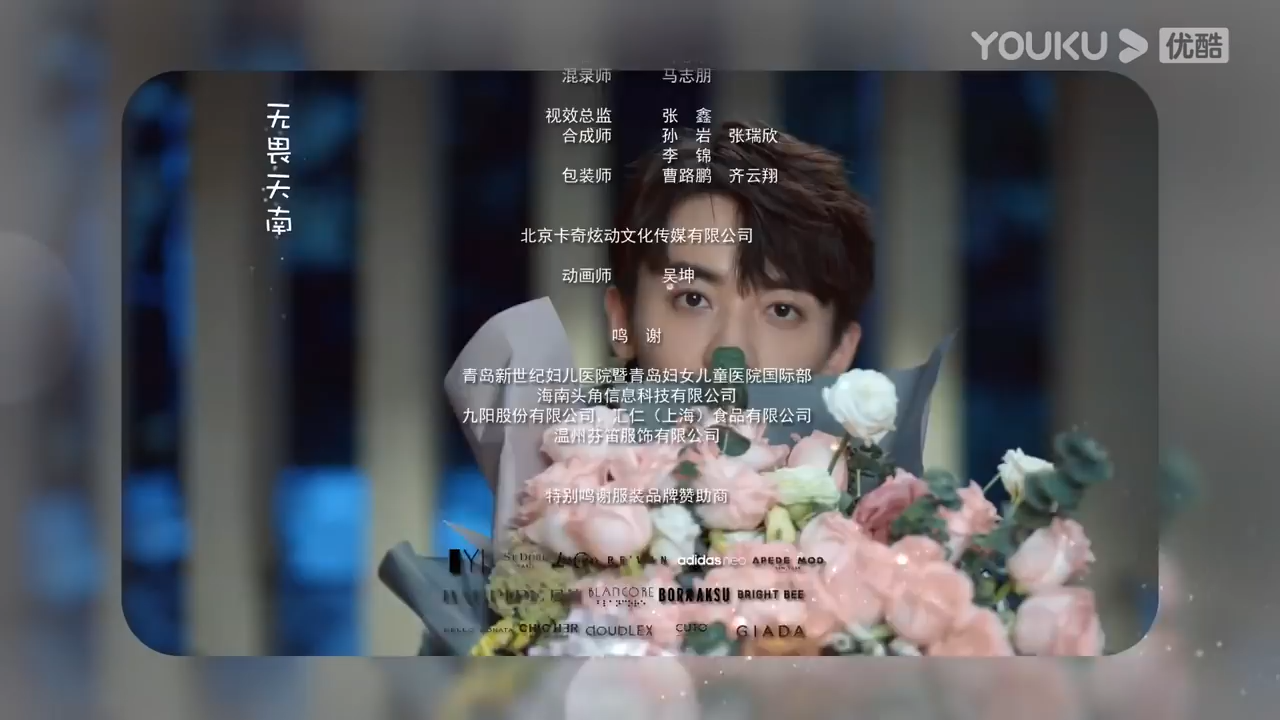 YOUKU 优酷
无畏天南
混录师 马志朋
视效总监 张 鑫
合成师 孙 岩 张瑞欣
李 锦
包装师 曹路鹏 齐云翔
北京卡奇炫动文化传媒有限公司
动画师 吴坤
鸣 谢
青岛新世纪妇儿医院暨青岛妇女儿童医院国际部
海南头角信息科技有限公司
九阳股份有限公司、汇仁（上海）食品有限公司
温州芬笛服饰有限公司
特别鸣谢服装品牌赞助商
adidas neo APEDE MOD
BLANCORE BORNAKSU BRIGHT BEE
CHICHER dOUbLEX CUTO GIADA